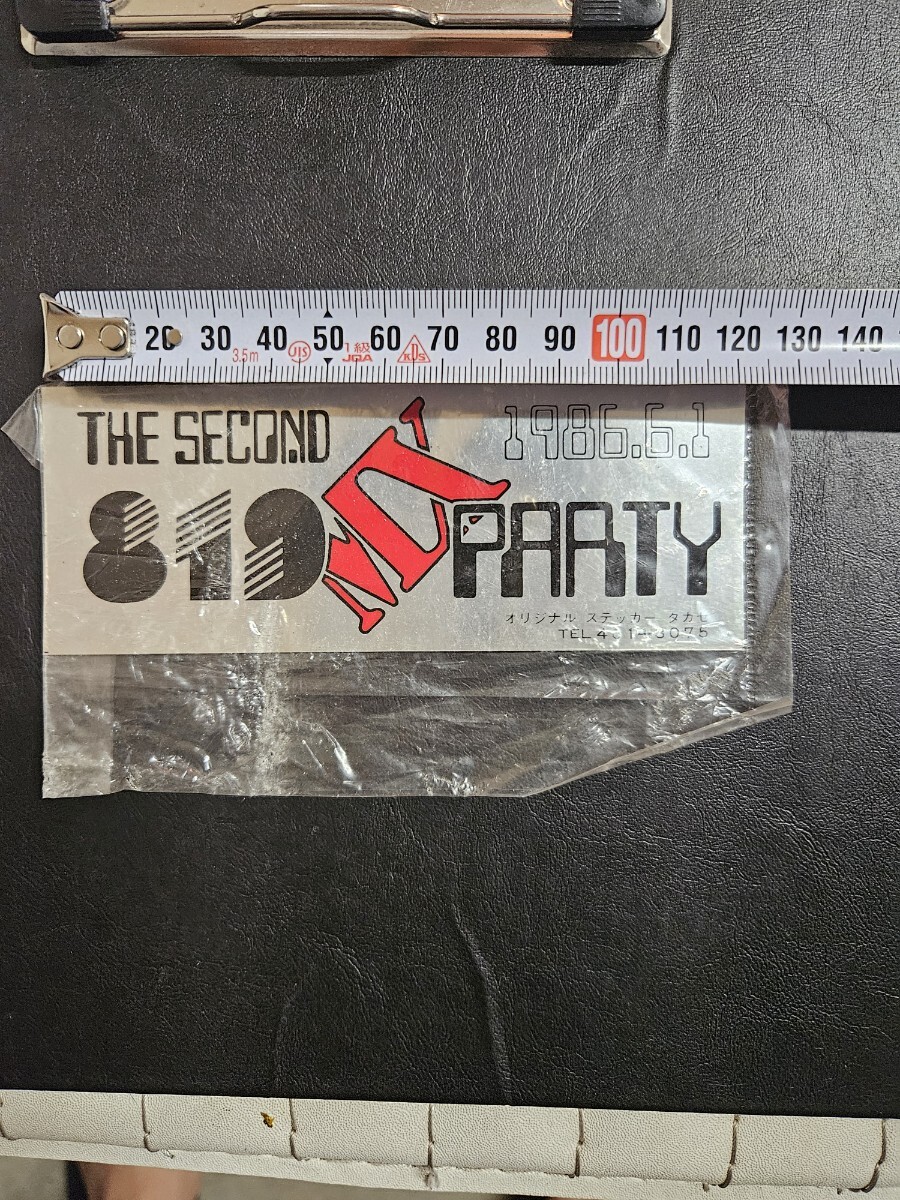 20 30 40 50 60 70 80 90 100 110 120 130 140
3.5m JIS 1級 JQA KDS
THE SECOND 1986.6.1
819 PARTY
オリジナル ステッカー タカセ